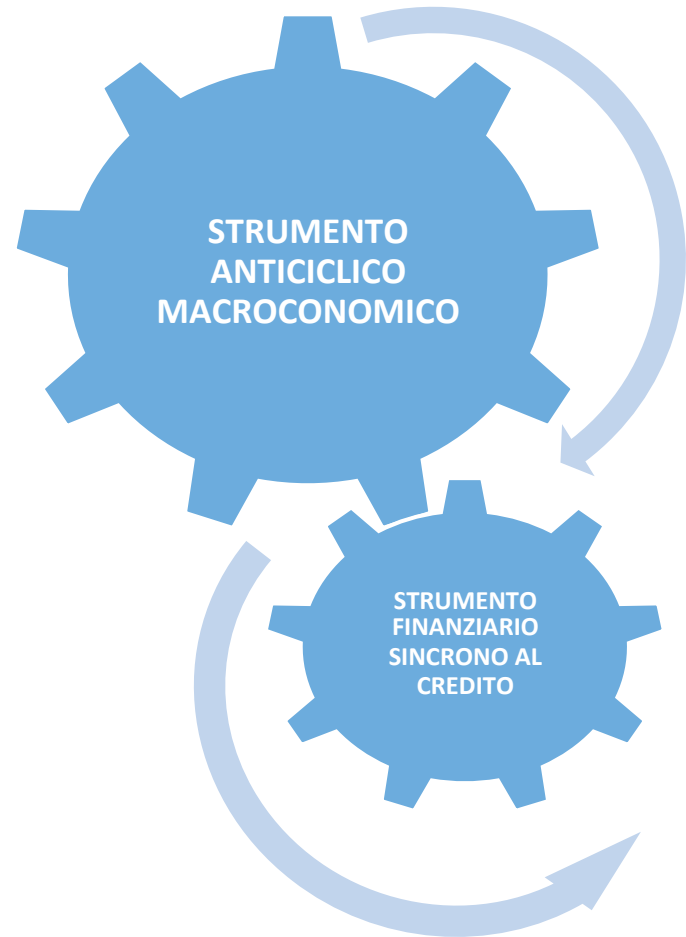 STRUMENTO
ANTICICLICO
MACROCONOMICO
STRUMENTO
FINANZIARIO
SINCRONO AL
CREDITO